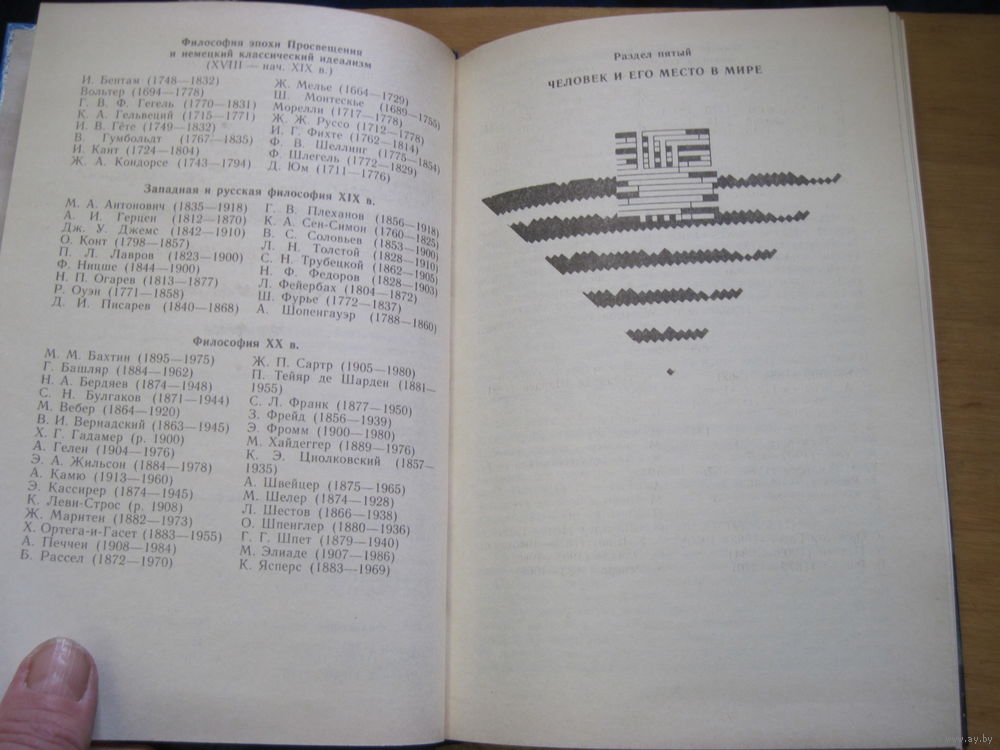 Философия эпохи Просвещения
и немецкий классический идеализм
(XVIII — нач. XIX в.)
И. Бентам (1748—1832)
Вольтер (1694—1778)
Г. В. Ф. Гегель (1770—1831)
К. А. Гельвеций (1715—1771)
И. В. Гёте (1749—1832)
В. Гумбольдт (1767—1835)
И. Кант (1724—1804)
Ж. А. Кондорсе (1743—1794)
Ж. Мелье (1664—1729)
Ш. Монтескье (1689—1755)
Морелли (1717—1778)
Ж. Ж. Руссо (1712—1778)
И. Г. Фихте (1762—1814)
Ф. В. Шеллинг (1775—1854)
Ф. Шлегель (1772—1829)
Д. Юм (1711—1776)
Западная и русская философия XIX в.
М. А. Антонович (1835—1918)
А. И. Герцен (1812—1870)
Дж. У. Джемс (1842—1910)
О. Конт (1798—1857)
П. Л. Лавров (1823—1900)
Ф. Ницше (1844—1900)
Н. П. Огарев (1813—1877)
Р. Оуэн (1771—1858)
Д. И. Писарев (1840—1868)
Г. В. Плеханов (1856—1918)
К. А. Сен-Симон (1760—1825)
В. С. Соловьев (1853—1900)
Л. Н. Толстой (1828—1910)
С. Н. Трубецкой (1862—1905)
Н. Ф. Федоров (1828—1903)
Л. Фейербах (1804—1872)
Ш. Фурье (1772—1837)
А. Шопенгауэр (1788—1860)
Философия XX в.
М. М. Бахтин (1895—1975)
Г. Башляр (1884—1962)
Н. А. Бердяев (1874—1948)
С. Н. Булгаков (1871—1944)
М. Вебер (1864—1920)
В. И. Вернадский (1863—1945)
Х. Г. Гадамер (р. 1900)
А. Гелен (1904—1976)
Э. А. Жильсон (1884—1978)
А. Камю (1913—1960)
Э. Кассирер (1874—1945)
К. Леви-Строс (р. 1908)
Ж. Маритен (1882—1973)
Х. Ортега-и-Гасет (1883—1955)
А. Печчеи (1908—1984)
Б. Рассел (1872—1970)
Ж. П. Сартр (1905—1980)
П. Тейяр де Шарден (1881—
1955)
С. Л. Франк (1877—1950)
З. Фрейд (1856—1939)
Э. Фромм (1900—1980)
М. Хайдеггер (1889—1976)
К. Э. Циолковский (1857—
1935)
А. Швейцер (1875—1965)
М. Шелер (1874—1928)
Л. Шестов (1866—1938)
О. Шпенглер (1880—1936)
Г. Г. Шпет (1879—1940)
М. Элиаде (1907—1986)
К. Ясперс (1883—1969)
Раздел пятый
ЧЕЛОВЕК И ЕГО МЕСТО В МИРЕ
www.ay.by